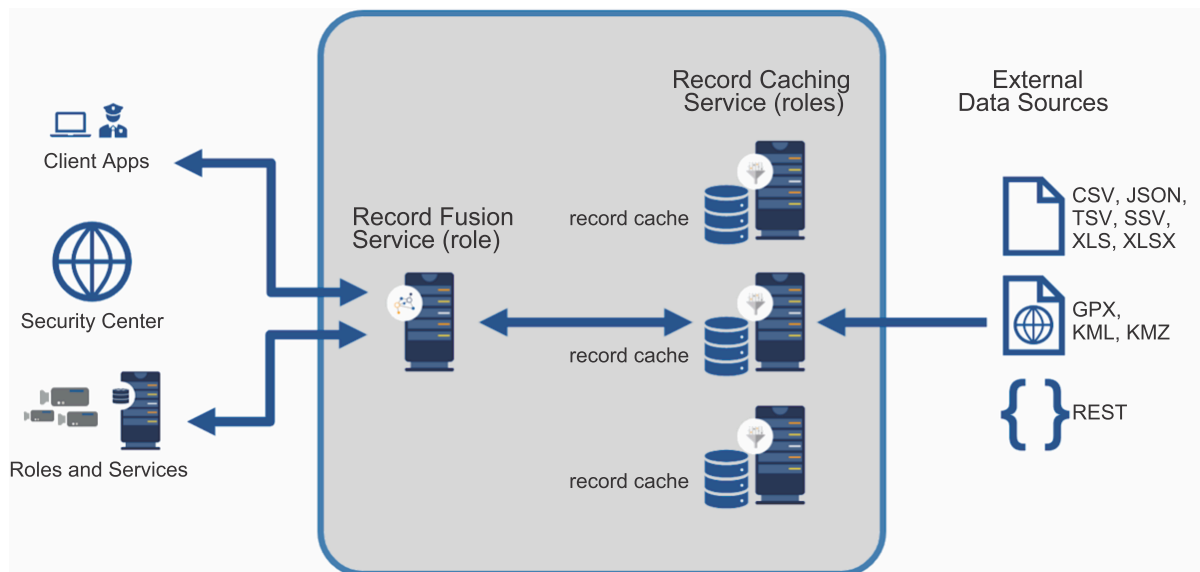 Client Apps
Security Center
Roles and Services
Record Fusion
Service (role)
Record Caching
Service (roles)
record cache
record cache
record cache
External
Data Sources
CSV, JSON,
TSV, SSV,
XLS, XLSX
GPX,
KML, KMZ
{ }
REST